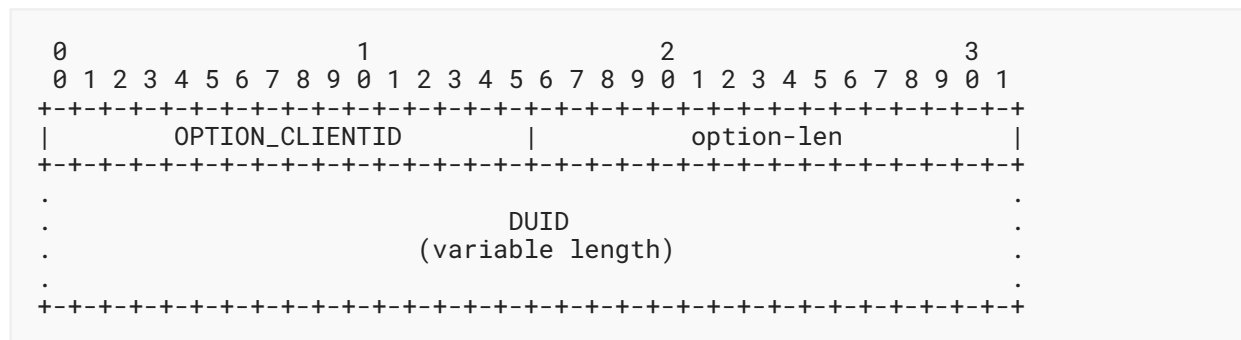 0                   1                   2                   3
 0 1 2 3 4 5 6 7 8 9 0 1 2 3 4 5 6 7 8 9 0 1 2 3 4 5 6 7 8 9 0 1
+-+-+-+-+-+-+-+-+-+-+-+-+-+-+-+-+-+-+-+-+-+-+-+-+-+-+-+-+-+-+-+-+
|        OPTION_CLIENTID        |          option-len           |
+-+-+-+-+-+-+-+-+-+-+-+-+-+-+-+-+-+-+-+-+-+-+-+-+-+-+-+-+-+-+-+-+
.                                                               .
.                              DUID                             .
.                        (variable length)                      .
.                                                               .
+-+-+-+-+-+-+-+-+-+-+-+-+-+-+-+-+-+-+-+-+-+-+-+-+-+-+-+-+-+-+-+-+